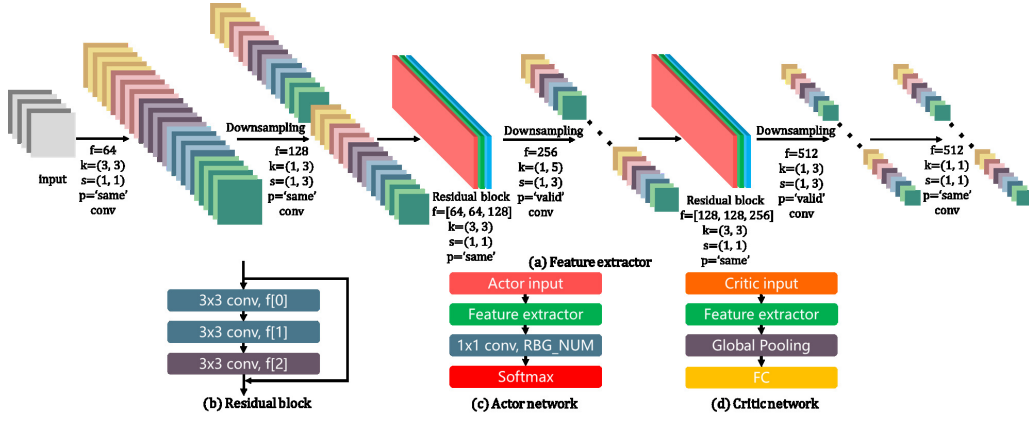 input
f=64
k=(3, 3)
s=(1, 1)
p='same'
conv
Downsampling
f=128
k=(1, 3)
s=(1, 3)
p='same'
conv
Residual block
f=[64, 64, 128]
k=(3, 3)
s=(1, 1)
p='same'
Downsampling
f=256
k=(1, 5)
s=(1, 3)
p='valid'
conv
Residual block
f=[128, 128, 256]
k=(3, 3)
s=(1, 1)
p='same'
Downsampling
f=512
k=(1, 3)
s=(1, 3)
p='valid'
conv
f=512
k=(1, 1)
s=(1, 1)
p='same'
conv
(a) Feature extractor
3x3 conv, f[0]
3x3 conv, f[1]
3x3 conv, f[2]
(b) Residual block
Actor input
Feature extractor
1x1 conv, RBG_NUM
Softmax
(c) Actor network
Critic input
Feature extractor
Global Pooling
FC
(d) Critic network